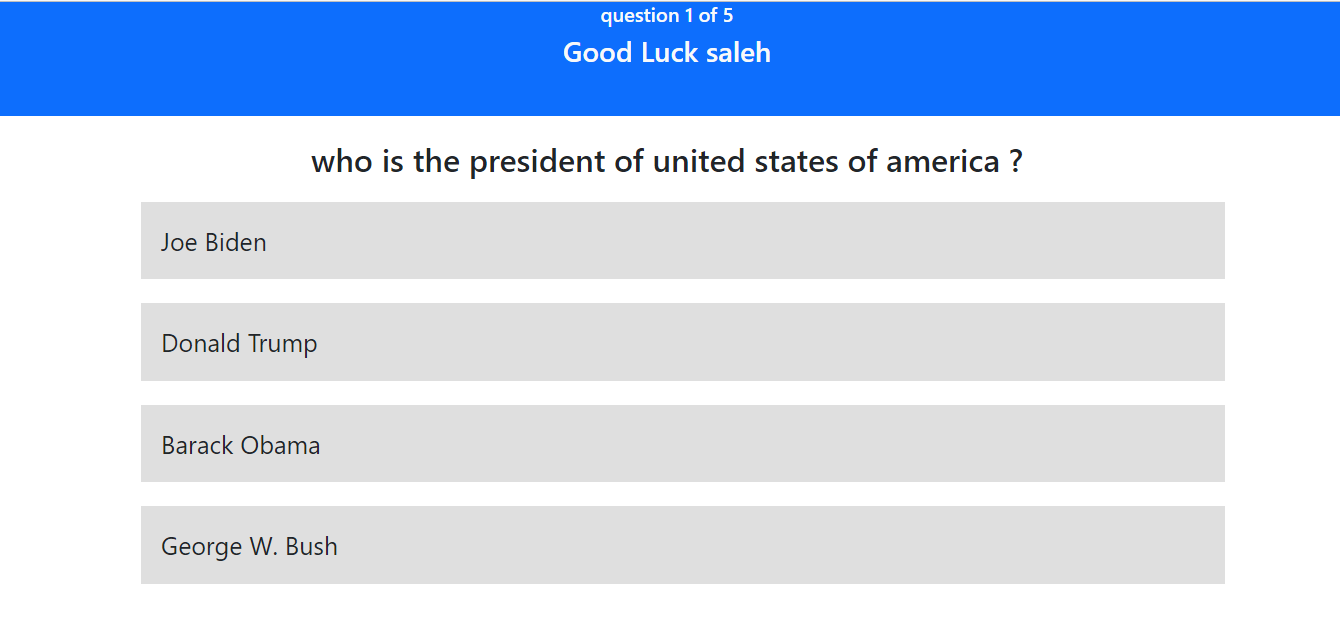 question 1 of 5
Good Luck saleh
who is the president of united states of america ?
Joe Biden
Donald Trump
Barack Obama
George W. Bush